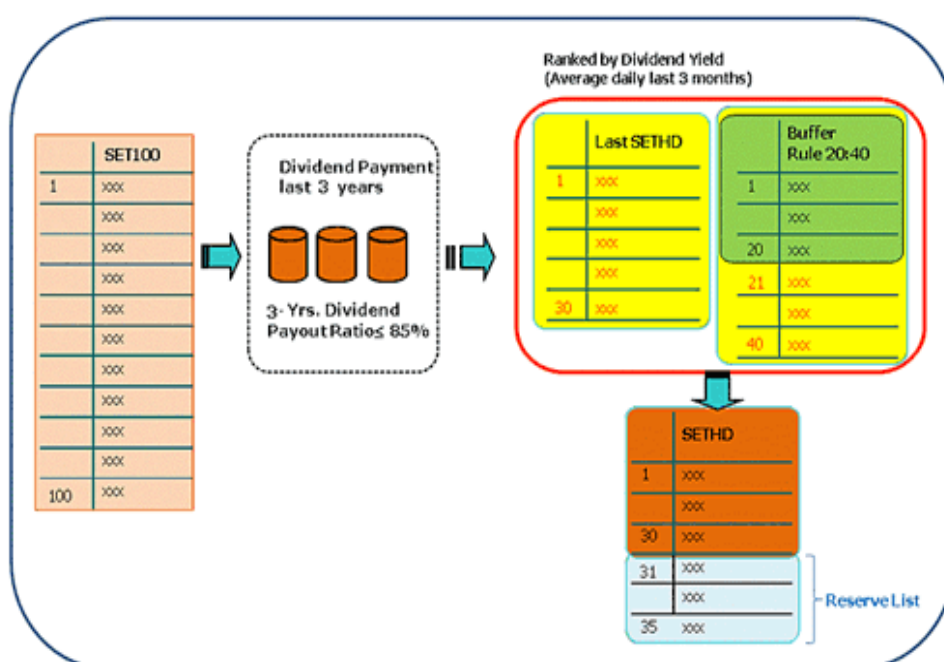 Ranked by Dividend Yield
(Average daily last 3 months)
SET100
1 xxx
xxx
xxx
xxx
xxx
xxx
xxx
xxx
xxx
xxx
100 xxx
Dividend Payment
last 3 years
3- Yrs. Dividend
Payout Ratio≤ 85%
Last SETHD
1 xxx
xxx
xxx
xxx
30 xxx
Buffer
Rule 20:40
1 xxx
xxx
20 xxx
21 xxx
xxx
40 xxx
SETHD
1 xxx
xxx
30 xxx
31 xxx
xxx
35 xxx
Reserve List